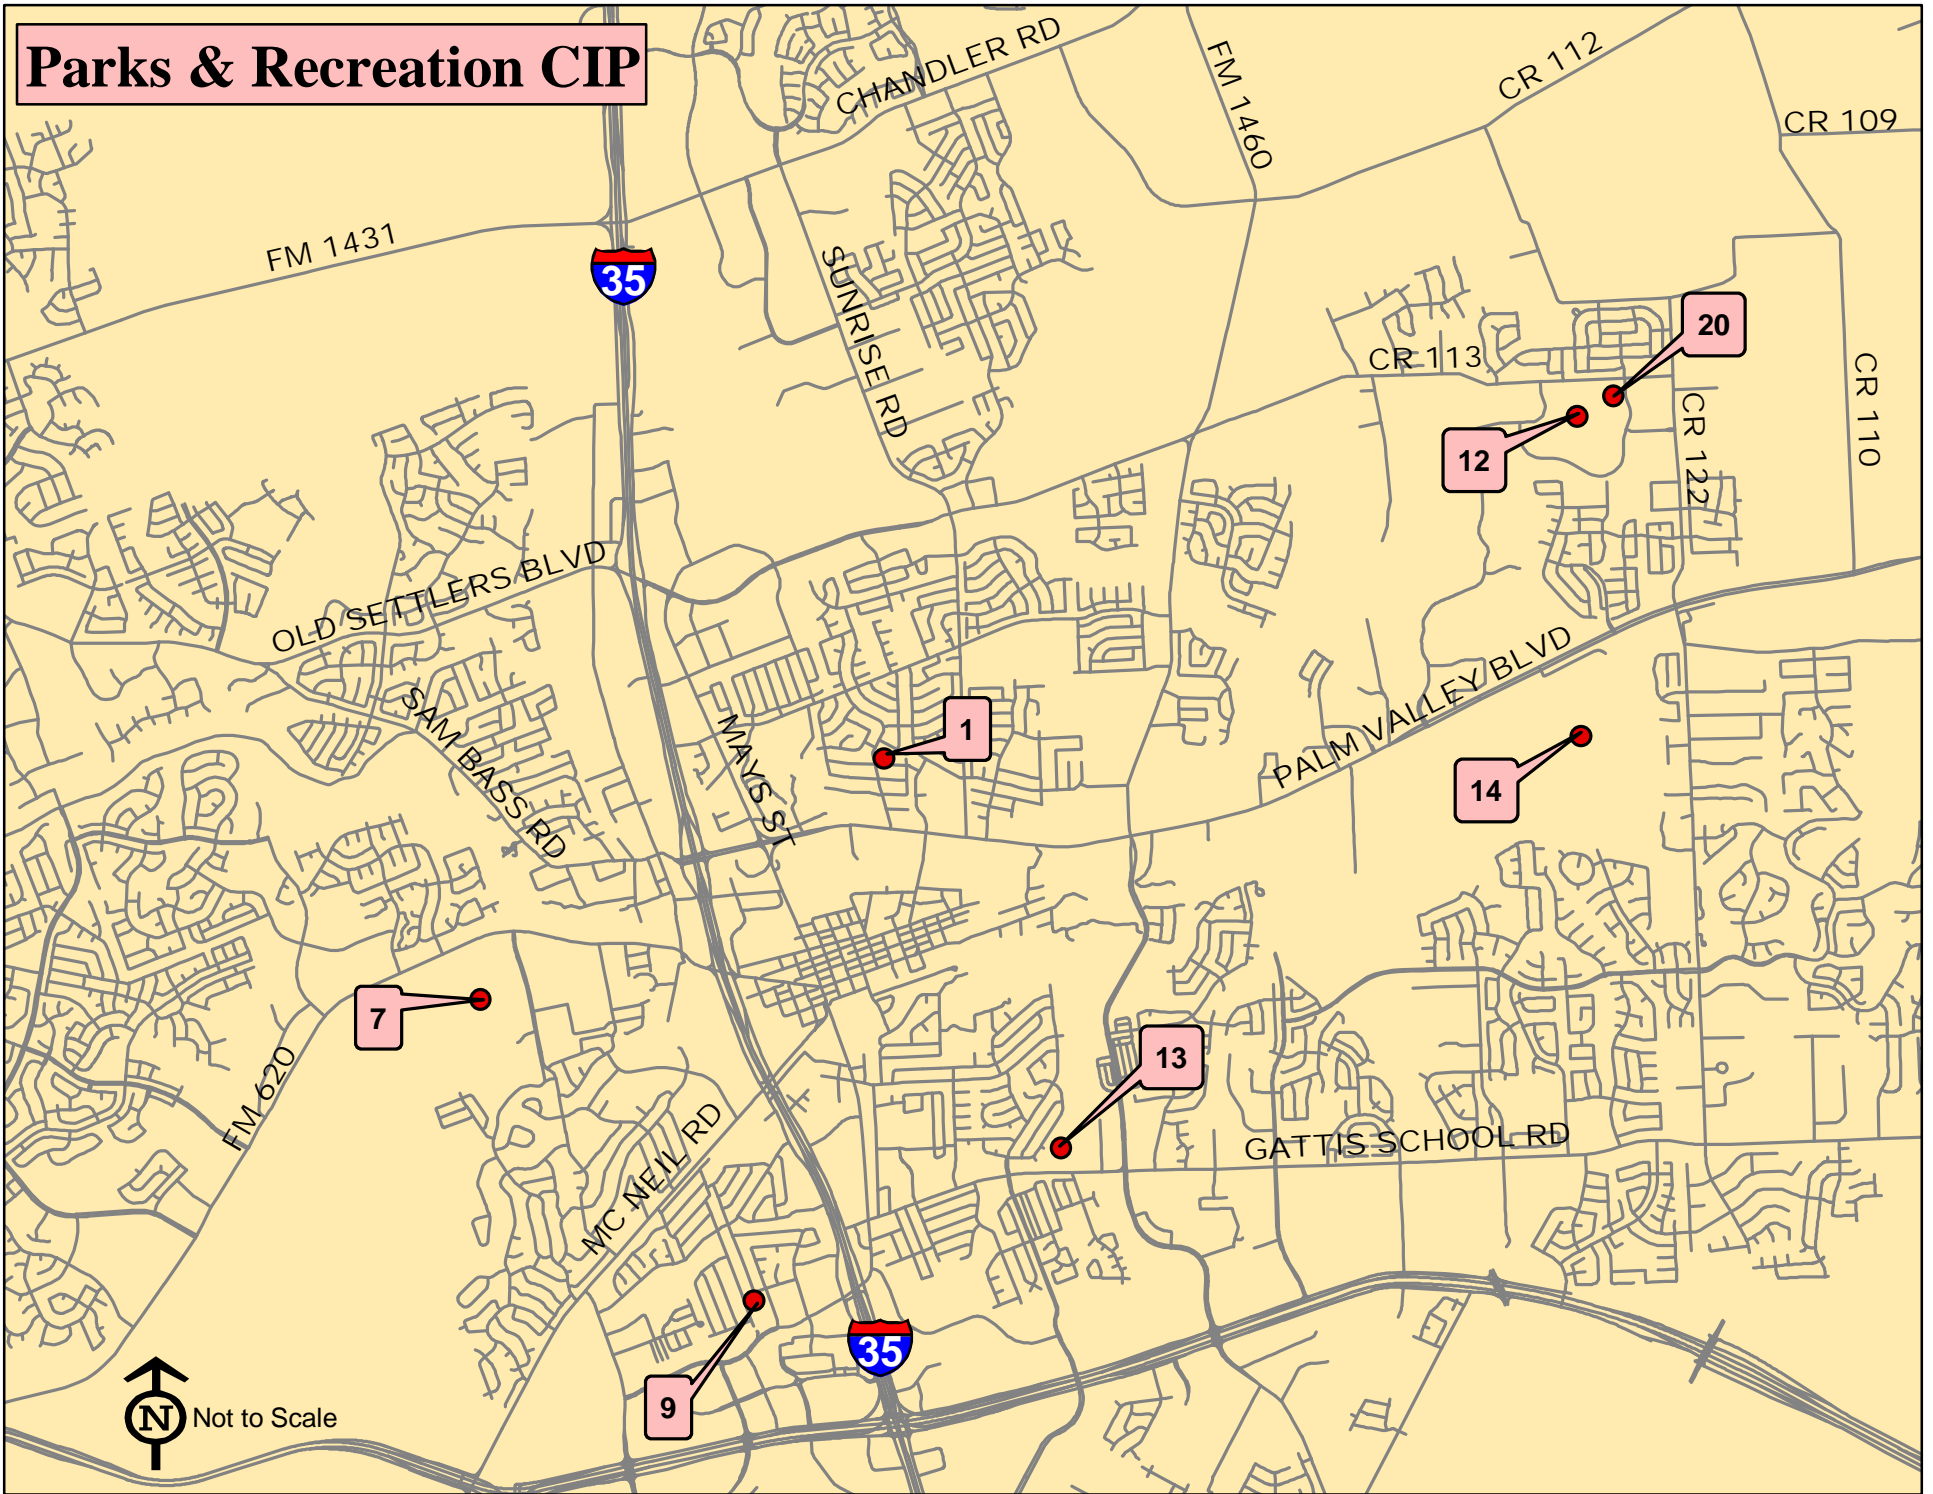 Parks & Recreation CIP
CHANDLER RD
FM 1460
CR 112
CR 109
FM 1431
35
SUNRISE RD
20
CR 113
CR 110
12
CR 122
OLD SETTLERS BLVD
PALM VALLEY BLVD
SAM BASS RD
MAYS ST
1
14
7
13
FM 620
MC NEIL RD
GATTIS SCHOOL RD
35
9
N Not to Scale